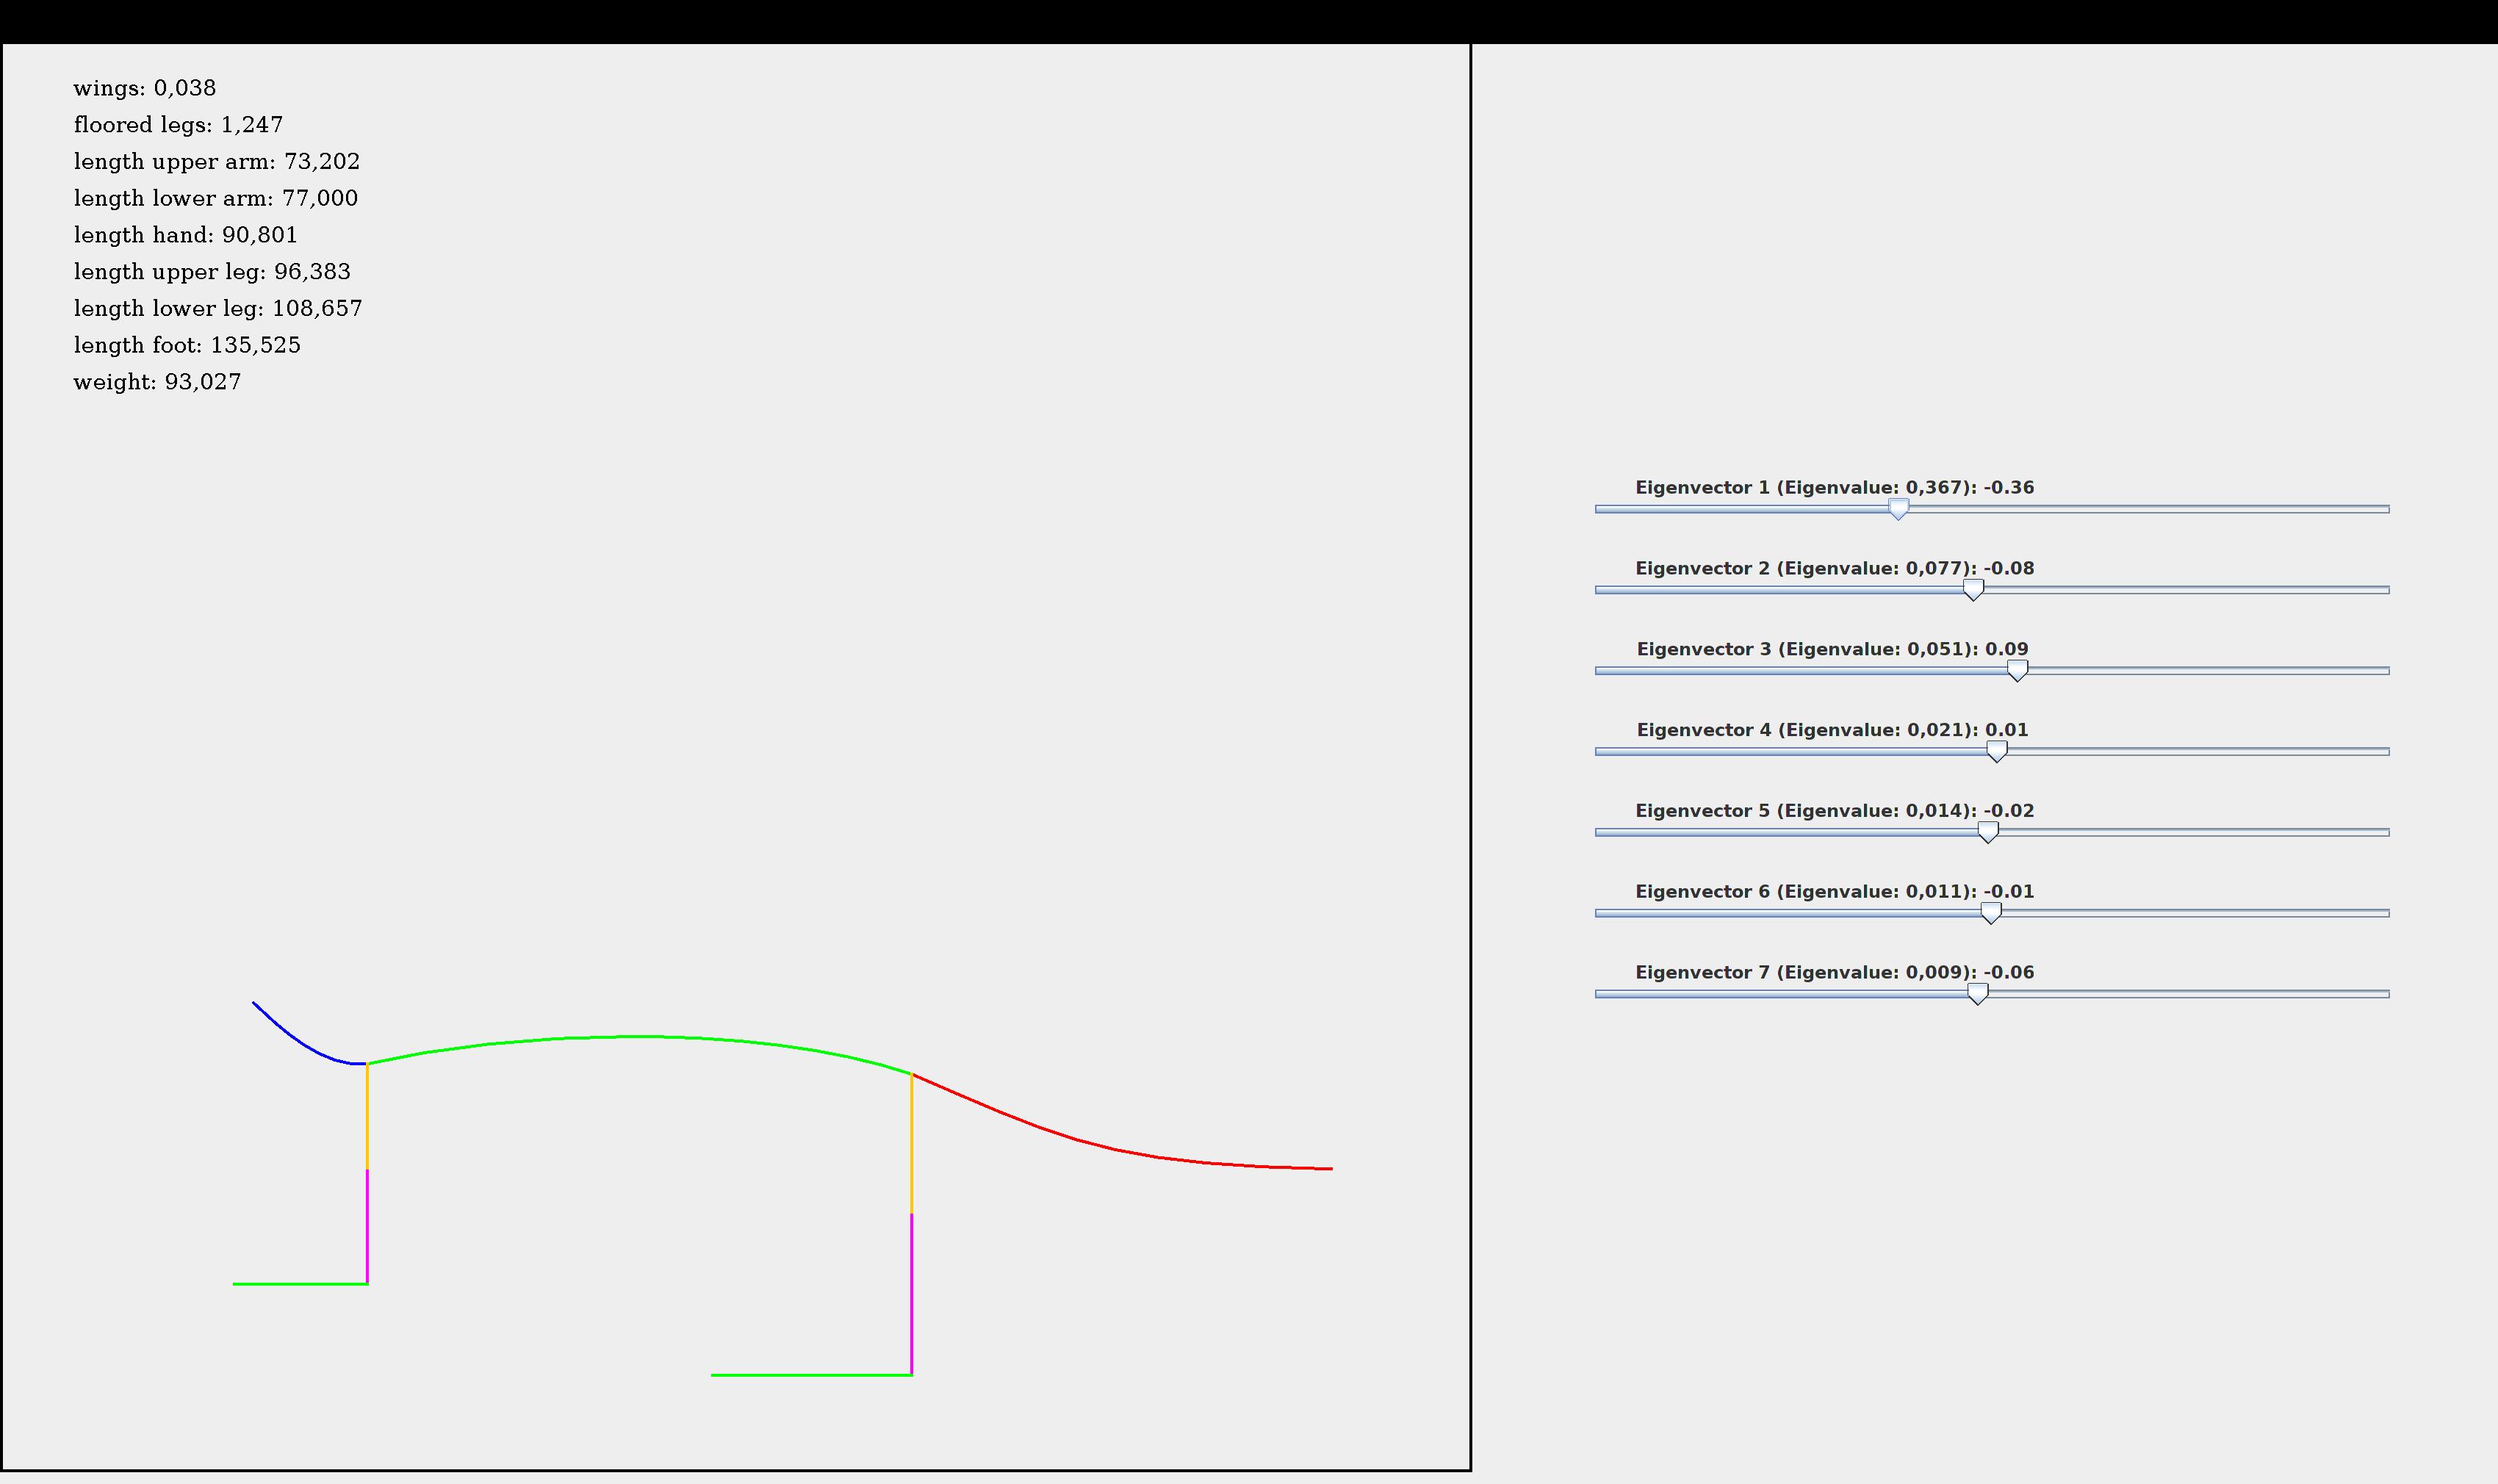 wings: 0,038
floored legs: 1,247
length upper arm: 73,202
length lower arm: 77,000
length hand: 90,801
length upper leg: 96,383
length lower leg: 108,657
length foot: 135,525
weight: 93,027
Eigenvector 1 (Eigenvalue: 0,367): -0.36
Eigenvector 2 (Eigenvalue: 0,077): -0.08
Eigenvector 3 (Eigenvalue: 0,051): 0.09
Eigenvector 4 (Eigenvalue: 0,021): 0.01
Eigenvector 5 (Eigenvalue: 0,014): -0.02
Eigenvector 6 (Eigenvalue: 0,011): -0.01
Eigenvector 7 (Eigenvalue: 0,009): -0.06